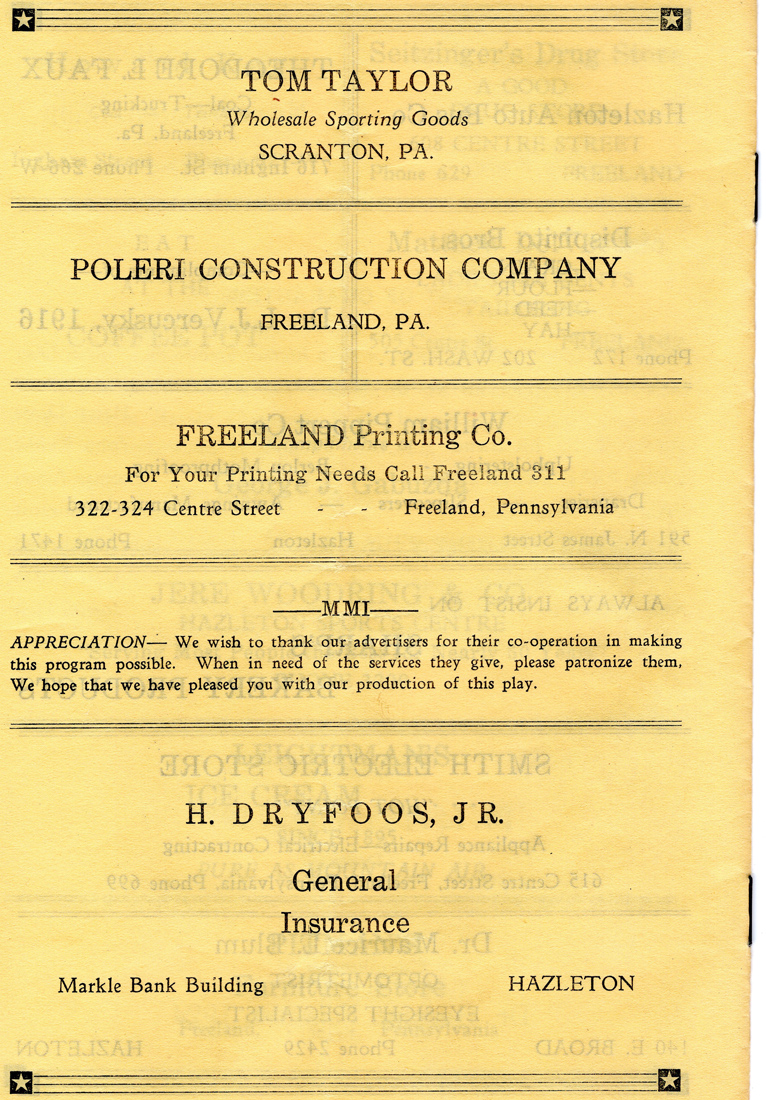 TOM TAYLOR
Wholesale Sporting Goods
SCRANTON, PA.
POLERI CONSTRUCTION COMPANY
FREELAND, PA.
FREELAND Printing Co.
For Your Printing Needs Call Freeland 311
322-324 Centre Street - - Freeland, Pennsylvania
——MMI——
APPRECIATION— We wish to thank our advertisers for their co-operation in making
this program possible. When in need of the services they give, please patronize them,
We hope that we have pleased you with our production of this play.
H. DRYFOOS, JR.
General
Insurance
Markle Bank Building HAZLETON